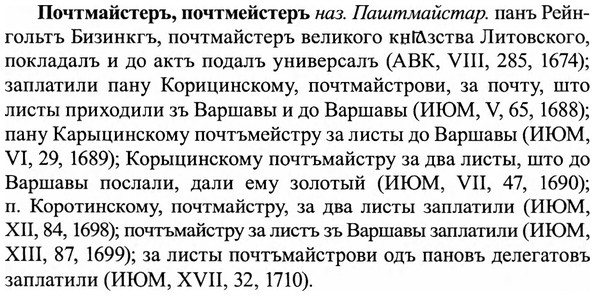 Почтмайстеръ, почтмейстеръ наз. Паштмайстар. панъ Рейн-
гольтъ Бизинкгъ, почтмайстеръ великого князства Литовского,
покладалъ и до актъ подалъ универсалъ (АВК, VIII, 285, 1674);
заплатили пану Корицинскому, почтмайстрови, за почту, што
листы приходили зъ Варшавы и до Варшавы (ИЮМ, V, 65, 1688);
пану Карыцинскому почтъмейстру за листы до Варшавы (ИЮМ,
VI, 29, 1689); Корыцинскому почтъмайстру за два листы, што до
Варшавы послали, дали ему золотый (ИЮМ, VII, 47, 1690);
п. Коротинскому, почтмайстру, за два листы заплатили (ИЮМ,
XII, 84, 1698); почтъмайстру за листъ зъ Варшавы заплатили (ИЮМ,
XIII, 87, 1699); за листы почтъмайстрови одъ пановъ делегатовъ
заплатили (ИЮМ, XVII, 32, 1710).